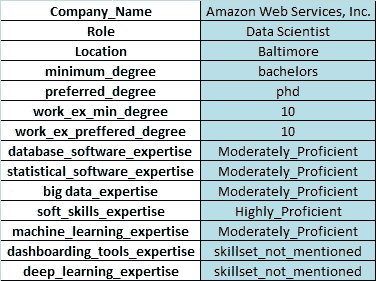 Company_Name Amazon Web Services, Inc.
Role Data Scientist
Location Baltimore
minimum_degree bachelors
preferred_degree phd
work_ex_min_degree 10
work_ex_preffered_degree 10
database_software_expertise Moderately_Proficient
statistical_software_expertise Moderately_Proficient
big data_expertise Moderately_Proficient
soft_skills_expertise Highly_Proficient
machine_learning_expertise Moderately_Proficient
dashboarding_tools_expertise skillset_not_mentioned
deep_learning_expertise skillset_not_mentioned